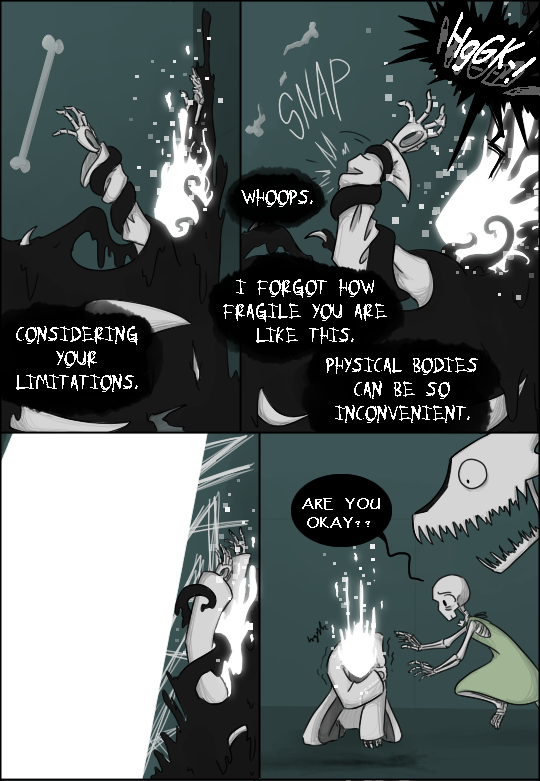 CONSIDERING
YOUR
LIMITATIONS.
HGGK-!
SNAP
WHOOPS.
I FORGOT HOW
FRAGILE YOU ARE
LIKE THIS.
PHYSICAL BODIES
CAN BE SO
INCONVENIENT.
ARE YOU
OKAY??